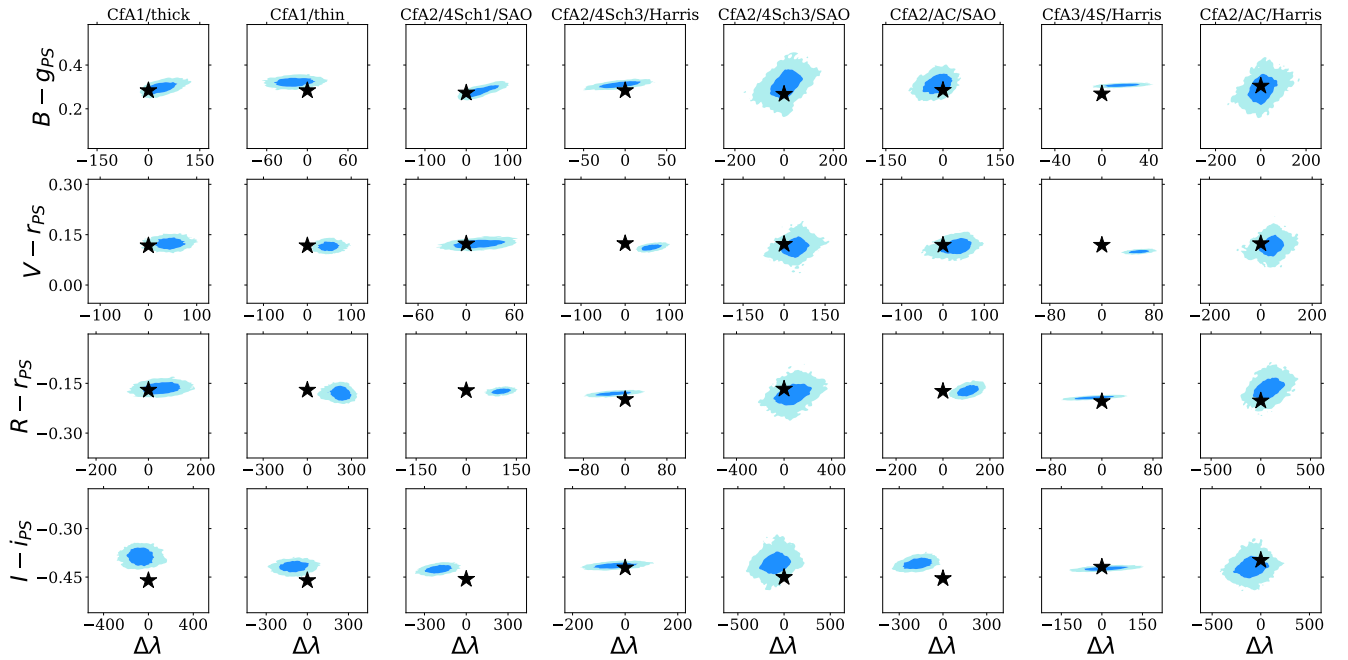 CfA1/thick CfA1/thin CfA2/4Sch1/SAO CfA2/4Sch3/Harris CfA2/4Sch3/SAO CfA2/AC/SAO CfA3/4S/Harris CfA2/AC/Harris
B − g_PS
0.4
0.2
−150 0 150 −60 0 60 −100 0 100 −50 0 50 −200 0 200 −150 0 150 −40 0 40 −200 0 200
V − r_PS
0.30
0.15
0.00
−100 0 100 −100 0 100 −60 0 60 −100 0 100 −150 0 150 −100 0 100 −80 0 80 −200 0 200
R − r_PS
−0.15
−0.30
−200 0 200 −300 0 300 −150 0 150 −80 0 80 −400 0 400 −200 0 200 −80 0 80 −500 0 500
I − i_PS
−0.30
−0.45
−400 0 400 −300 0 300 −300 0 300 −150 0 150 −500 0 500 −300 0 300 −150 0 150 −500 0 500
Δλ Δλ Δλ Δλ Δλ Δλ Δλ Δλ